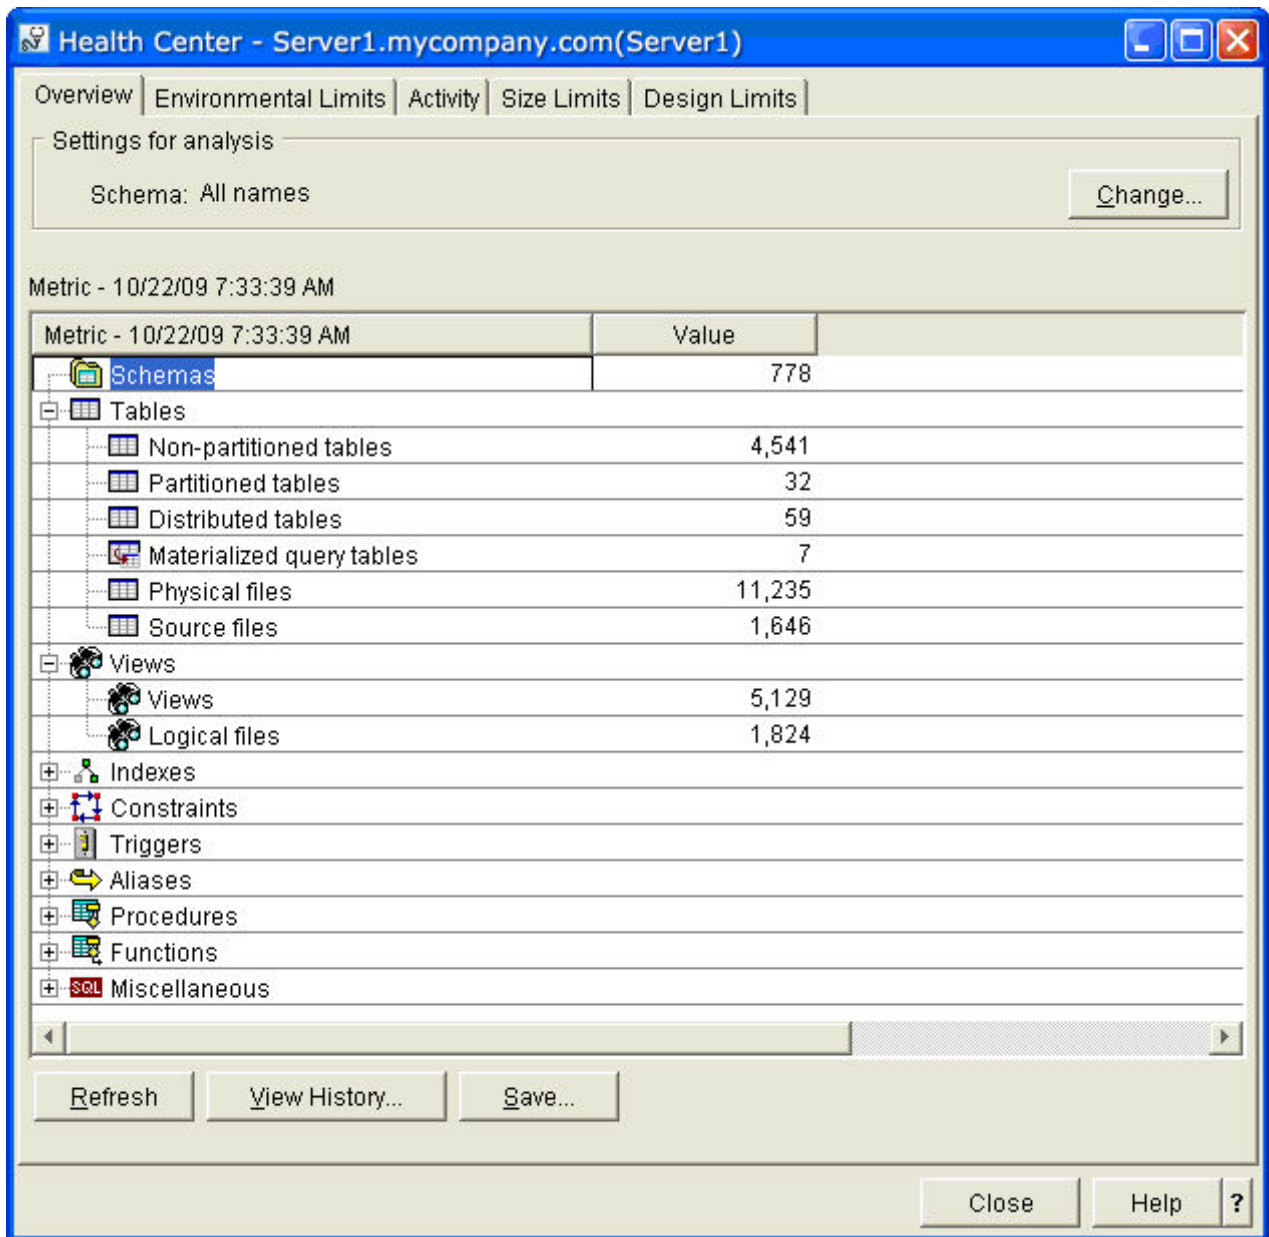 Health Center - Server1.mycompany.com(Server1)
Overview Environmental Limits Activity Size Limits Design Limits
Settings for analysis
Schema: All names Change...
Metric - 10/22/09 7:33:39 AM
Metric - 10/22/09 7:33:39 AM Value
Schemas 778
Tables
Non-partitioned tables 4,541
Partitioned tables 32
Distributed tables 59
Materialized query tables 7
Physical files 11,235
Source files 1,646
Views
Views 5,129
Logical files 1,824
Indexes
Constraints
Triggers
Aliases
Procedures
Functions
SQL Miscellaneous
Refresh View History... Save...
Close Help ?